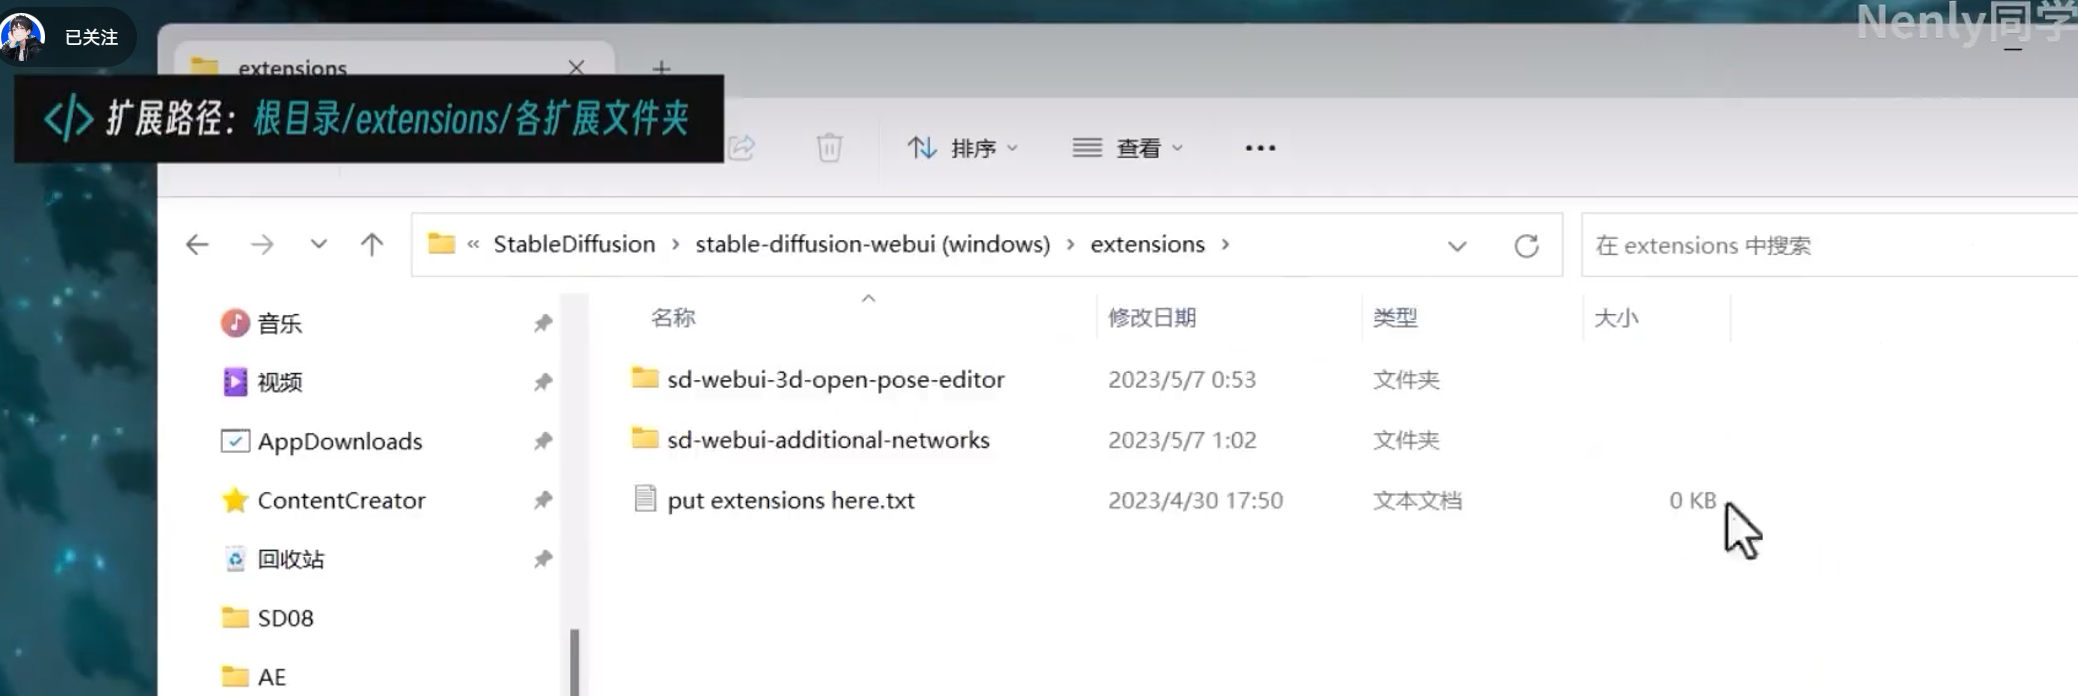 已关注
Nenly同学
extensions
扩展路径：根目录/extensions/各扩展文件夹
排序
查看
« StableDiffusion › stable-diffusion-webui (windows) › extensions ›
在 extensions 中搜索
名称 修改日期 类型 大小
音乐
视频
AppDownloads
ContentCreator
回收站
SD08
AE
sd-webui-3d-open-pose-editor 2023/5/7 0:53 文件夹
sd-webui-additional-networks 2023/5/7 1:02 文件夹
put extensions here.txt 2023/4/30 17:50 文本文档 0 KB